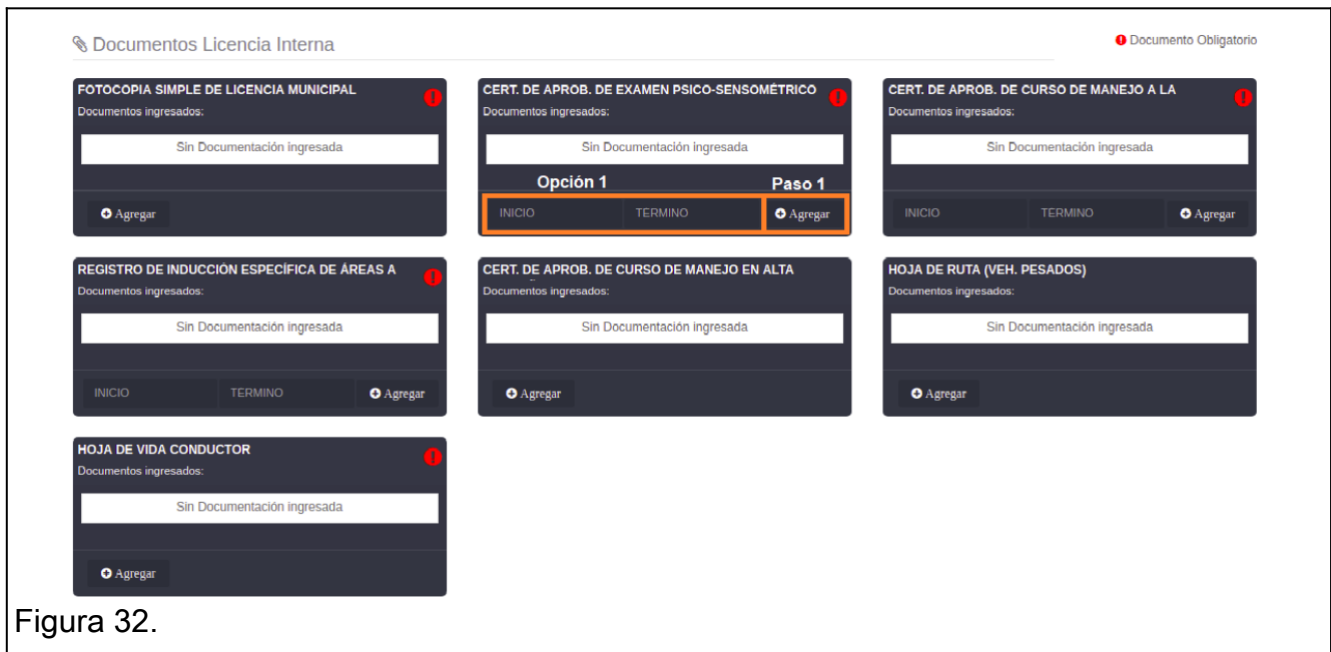 Documentos Licencia Interna
Documento Obligatorio
FOTOCOPIA SIMPLE DE LICENCIA MUNICIPAL
Documentos ingresados:
Sin Documentación ingresada
Agregar
CERT. DE APROB. DE EXAMEN PSICO-SENSOMÉTRICO
Documentos ingresados:
Sin Documentación ingresada
Opción 1 Paso 1
INICIO TERMINO Agregar
CERT. DE APROB. DE CURSO DE MANEJO A LA
Documentos ingresados:
Sin Documentación ingresada
INICIO TERMINO Agregar
REGISTRO DE INDUCCIÓN ESPECÍFICA DE ÁREAS A
Documentos ingresados:
Sin Documentación ingresada
INICIO TERMINO Agregar
CERT. DE APROB. DE CURSO DE MANEJO EN ALTA
Documentos ingresados:
Sin Documentación ingresada
Agregar
HOJA DE RUTA (VEH. PESADOS)
Documentos ingresados:
Sin Documentación ingresada
Agregar
HOJA DE VIDA CONDUCTOR
Documentos ingresados:
Sin Documentación ingresada
Agregar
Figura 32.